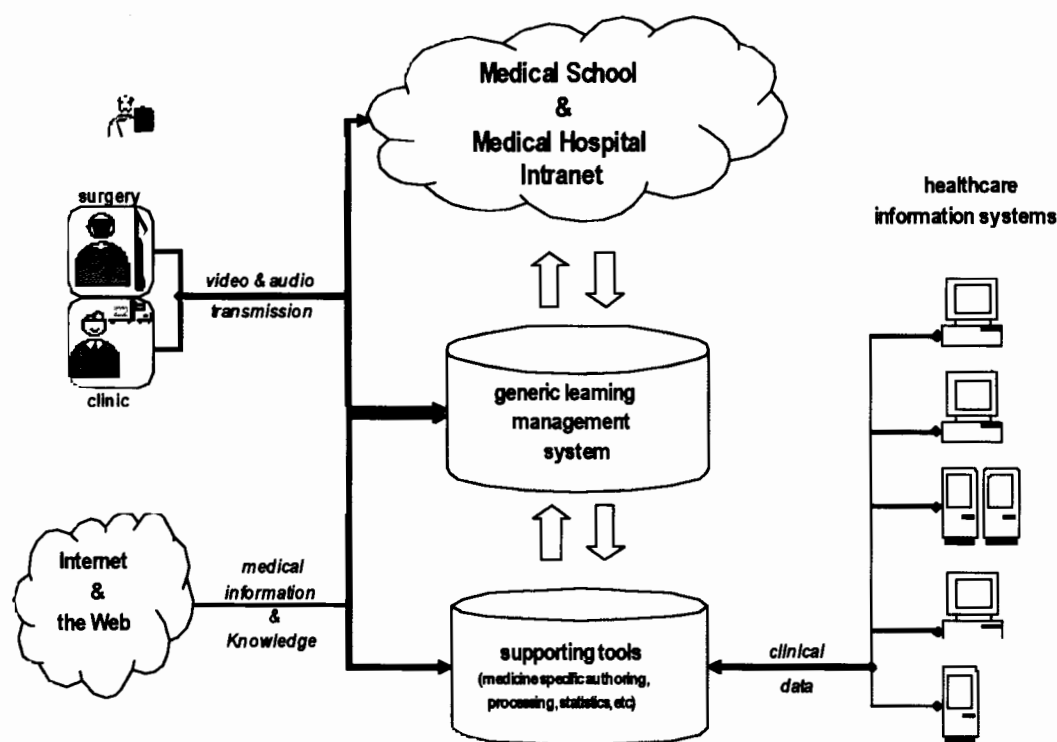 Medical School
&
Medical Hospital
Intranet
surgery
clinic
video & audio
transmission
healthcare
information systems
generic learning
management
system
Internet
&
the Web
medical
information
&
Knowledge
supporting tools
(medicine specific authoring,
processing, statistics, etc)
clinical
data